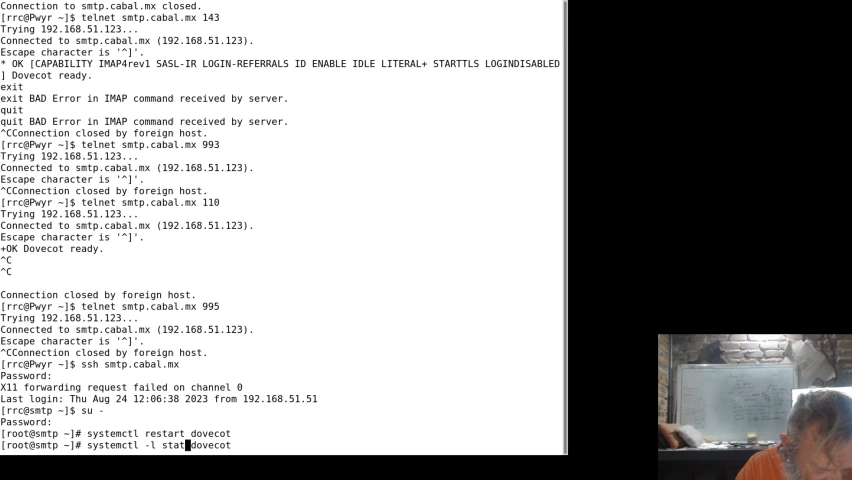 Connection to smtp.cabal.mx closed.
[rrc@Pwyr ~]$ telnet smtp.cabal.mx 143
Trying 192.168.51.123...
Connected to smtp.cabal.mx (192.168.51.123).
Escape character is '^]'.
* OK [CAPABILITY IMAP4rev1 SASL-IR LOGIN-REFERRALS ID ENABLE IDLE LITERAL+ STARTTLS LOGINDISABLED
] Dovecot ready.
exit
exit BAD Error in IMAP command received by server.
quit
quit BAD Error in IMAP command received by server.
^CConnection closed by foreign host.
[rrc@Pwyr ~]$ telnet smtp.cabal.mx 993
Trying 192.168.51.123...
Connected to smtp.cabal.mx (192.168.51.123).
Escape character is '^]'.
^CConnection closed by foreign host.
[rrc@Pwyr ~]$ telnet smtp.cabal.mx 110
Trying 192.168.51.123...
Connected to smtp.cabal.mx (192.168.51.123).
Escape character is '^]'.
+OK Dovecot ready.
^C
^C
Connection closed by foreign host.
[rrc@Pwyr ~]$ telnet smtp.cabal.mx 995
Trying 192.168.51.123...
Connected to smtp.cabal.mx (192.168.51.123).
Escape character is '^]'.
^CConnection closed by foreign host.
[rrc@Pwyr ~]$ ssh smtp.cabal.mx
Password:
X11 forwarding request failed on channel 0
Last login: Thu Aug 24 12:06:38 2023 from 192.168.51.51
[rrc@smtp ~]$ su -
Password:
[root@smtp ~]# systemctl restart dovecot
[root@smtp ~]# systemctl -l stat dovecot